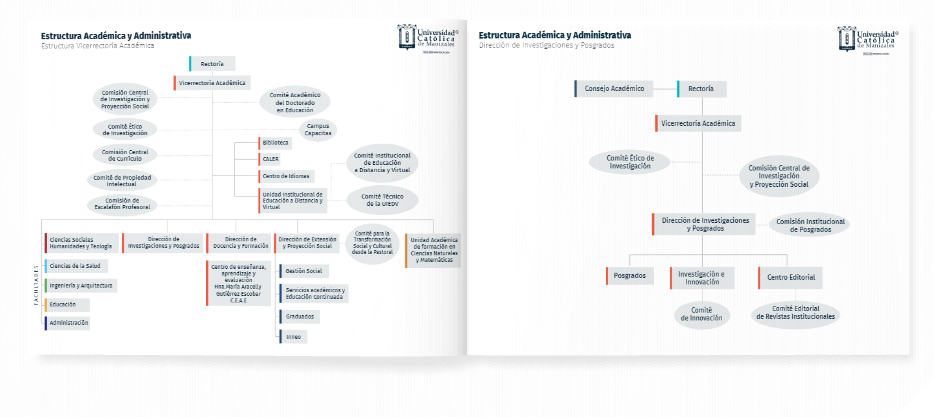 Estructura Académica y Administrativa
Estructura Vicerrectoría Académica
Universidad
Católica
de Manizales
Rectoría
Vicerrectoría Académica
Comisión Central
de Investigación y
Proyección Social
Comité Académico
del Doctorado
en Educación
Comité Ético
de Investigación
Campus
Capacitas
Comisión Central
de Currículo
Biblioteca
CALER
Centro de Idiomas
Unidad Institucional de
Educación a Distancia y
Virtual
Comité Institucional
de Educación
a Distancia y Virtual
Comité de Propiedad
Intelectual
Comité Técnico
de la UIEDV
Comisión de
Escalafón Profesoral
Ciencias Sociales
Humanidades y Teología
Dirección de
Investigaciones y Posgrados
Dirección de
Docencia y Formación
Dirección de Extensión
y Proyección Social
Comité para la
Transformación
Social y Cultural
desde la Pastoral
Unidad Académica
de formación en
Ciencias Naturales
y Matemáticas
FACULTADES
Ciencias de la Salud
Ingeniería y Arquitectura
Educación
Administración
Centro de enseñanza,
aprendizaje y
evaluación
Hna. María Aracelly
Gutiérrez Escobar
C.E.A.E
Gestión Social
Servicios académicos y
Educación continuada
Graduados
Inneo
Estructura Académica y Administrativa
Dirección de Investigaciones y Posgrados
Universidad
Católica
de Manizales
Consejo Académico
Rectoría
Vicerrectoría Académica
Comité Ético de
Investigación
Comisión Central de
Investigación
y Proyección Social
Dirección de Investigaciones
y Posgrados
Comisión Institucional
de Posgrados
Posgrados
Investigación e
Innovación
Centro Editorial
Comité
de Innovación
Comité Editorial
de Revistas Institucionales